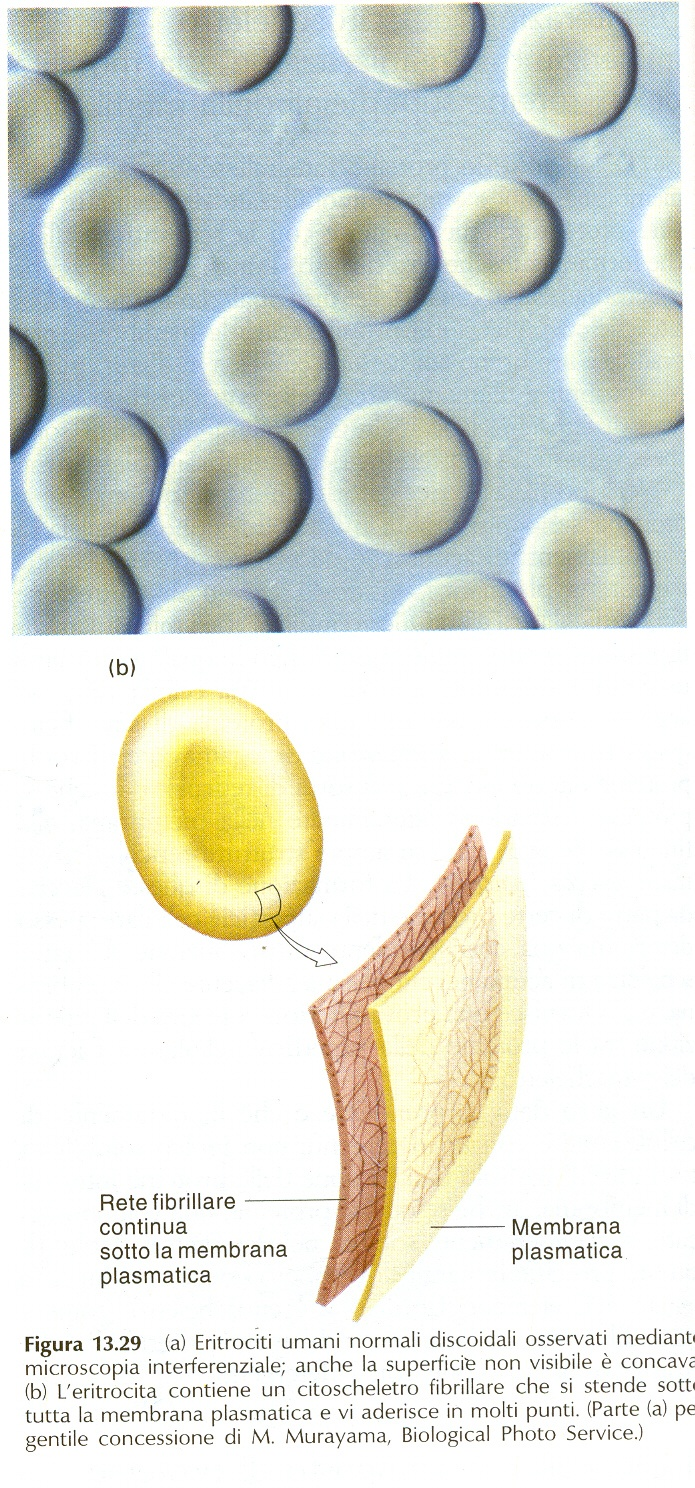 (b)
Rete fibrillare
continua
sotto la membrana
plasmatica
Membrana
plasmatica
Figura 13.29 (a) Eritrociti umani normali discoidali osservati mediante
microscopia interferenziale; anche la superficie non visibile è concava
(b) L'eritrocita contiene un citoscheletro fibrillare che si stende sotto
tutta la membrana plasmatica e vi aderisce in molti punti. (Parte (a) pe
gentile concessione di M. Murayama, Biological Photo Service.)